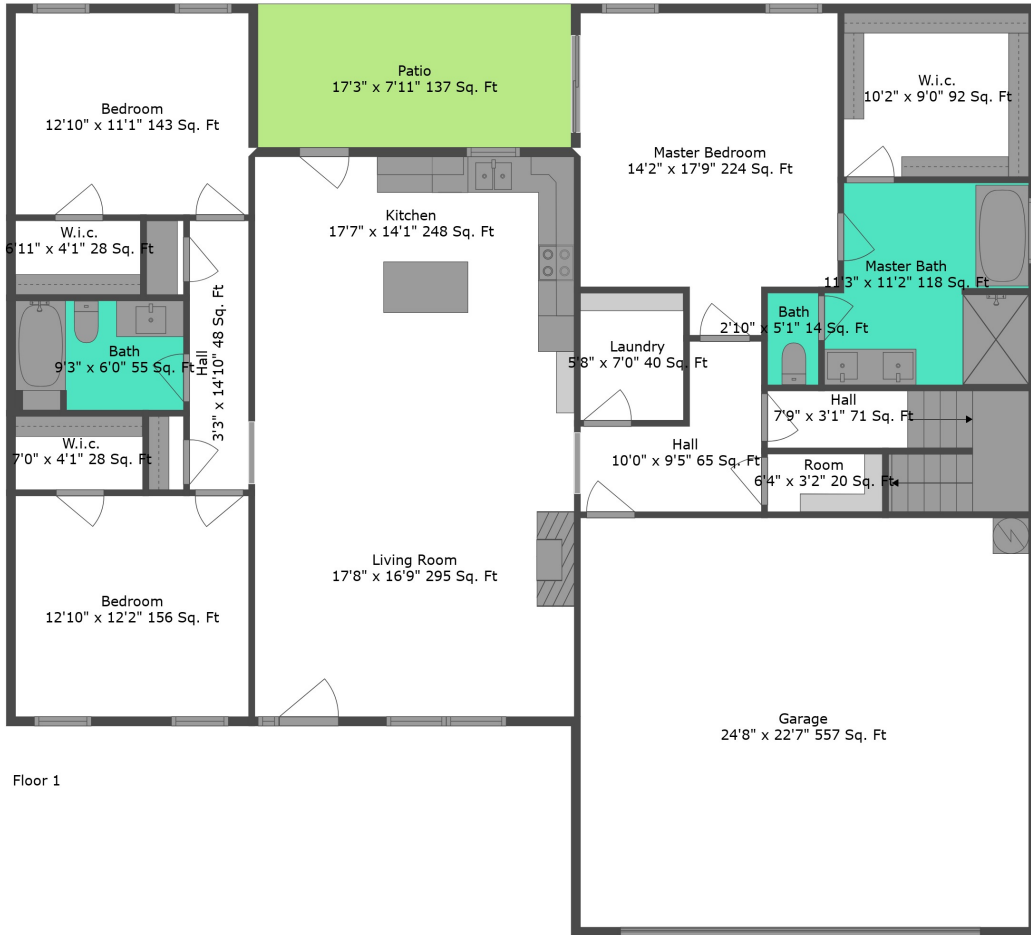 Patio
17'3" x 7'11" 137 Sq. Ft
W.i.c.
10'2" x 9'0" 92 Sq. Ft
Bedroom
12'10" x 11'1" 143 Sq. Ft
Master Bedroom
14'2" x 17'9" 224 Sq. Ft
Kitchen
17'7" x 14'1" 248 Sq. Ft
W.i.c.
6'11" x 4'1" 28 Sq. Ft
Master Bath
11'3" x 11'2" 118 Sq. Ft
Hall
3'3" x 14'10" 48 Sq. Ft
Bath
2'10" x 5'1" 14 Sq. Ft
Bath
9'3" x 6'0" 55 Sq. Ft
Laundry
5'8" x 7'0" 40 Sq. Ft
Hall
7'9" x 3'1" 71 Sq. Ft
W.i.c.
7'0" x 4'1" 28 Sq. Ft
Hall
10'0" x 9'5" 65 Sq. Ft
Room
6'4" x 3'2" 20 Sq. Ft
Living Room
17'8" x 16'9" 295 Sq. Ft
Bedroom
12'10" x 12'2" 156 Sq. Ft
Garage
24'8" x 22'7" 557 Sq. Ft
Floor 1